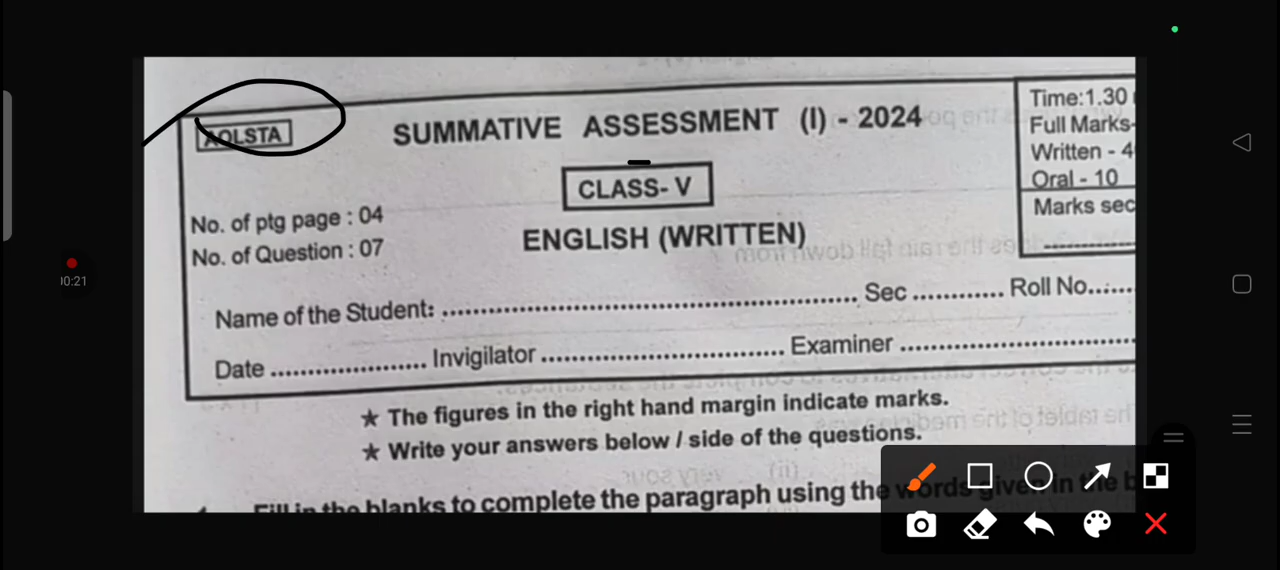 SUMMATIVE ASSESSMENT (I) - 2024
CLASS- V
ENGLISH (WRITTEN)
No. of ptg page : 04
No. of Question : 07
Time:1.30
Full Marks-
Written - 4
Oral - 10
Marks sec
Name of the Student: .......... Sec .......... Roll No......
Date .......... Invigilator .......... Examiner ..........
★ The figures in the right hand margin indicate marks.
★ Write your answers below / side of the questions.
Fill in the blanks to complete the paragraph using the words given in the b